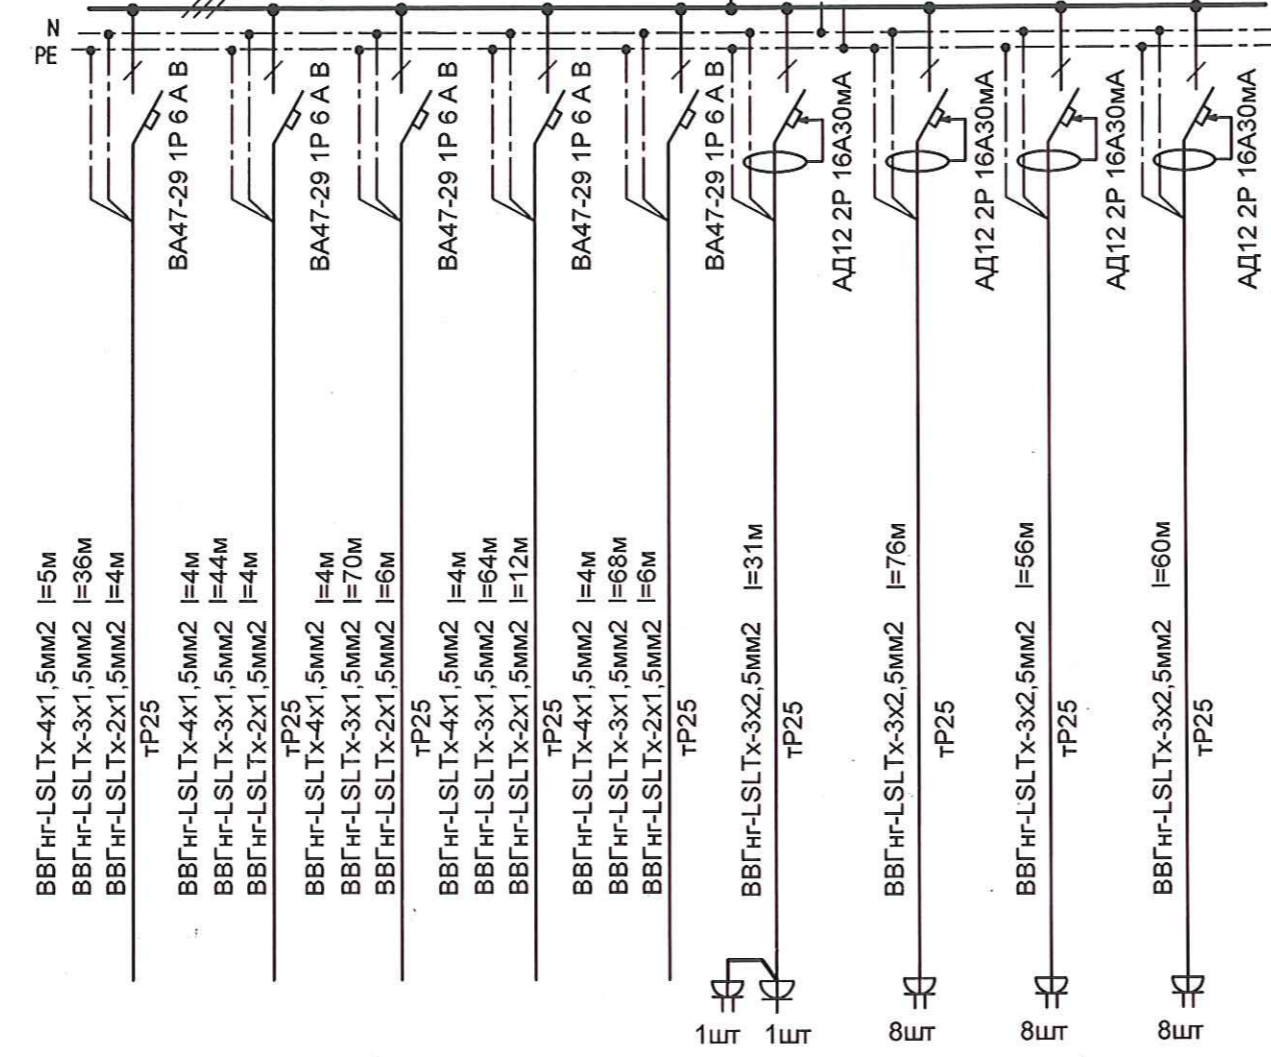 N
PE
ВА47-29 1Р 6 А В
ВА47-29 1Р 6 А В
ВА47-29 1Р 6 А В
ВА47-29 1Р 6 А В
ВА47-29 1Р 6 А В
АД12 2Р 16А30мА
АД12 2Р 16А30мА
АД12 2Р 16А30мА
АД12 2Р 16А30мА
ВВГнг-LSLTx-4х1,5мм2 l=5м
ВВГнг-LSLTx-3х1,5мм2 l=36м
ВВГнг-LSLTx-2х1,5мм2 l=4м
тР25
ВВГнг-LSLTx-4х1,5мм2 l=4м
ВВГнг-LSLTx-3х1,5мм2 l=44м
ВВГнг-LSLTx-2х1,5мм2 l=4м
тР25
ВВГнг-LSLTx-4х1,5мм2 l=4м
ВВГнг-LSLTx-3х1,5мм2 l=70м
ВВГнг-LSLTx-2х1,5мм2 l=6м
тР25
ВВГнг-LSLTx-4х1,5мм2 l=4м
ВВГнг-LSLTx-3х1,5мм2 l=64м
ВВГнг-LSLTx-2х1,5мм2 l=12м
тР25
ВВГнг-LSLTx-4х1,5мм2 l=4м
ВВГнг-LSLTx-3х1,5мм2 l=68м
ВВГнг-LSLTx-2х1,5мм2 l=6м
тР25
ВВГнг-LSLTx-3х2,5мм2 l=31м
тР25
ВВГнг-LSLTx-3х2,5мм2 l=76м
тР25
ВВГнг-LSLTx-3х2,5мм2 l=56м
тР25
ВВГнг-LSLTx-3х2,5мм2 l=60м
тР25
1шт
1шт
8шт
8шт
8шт